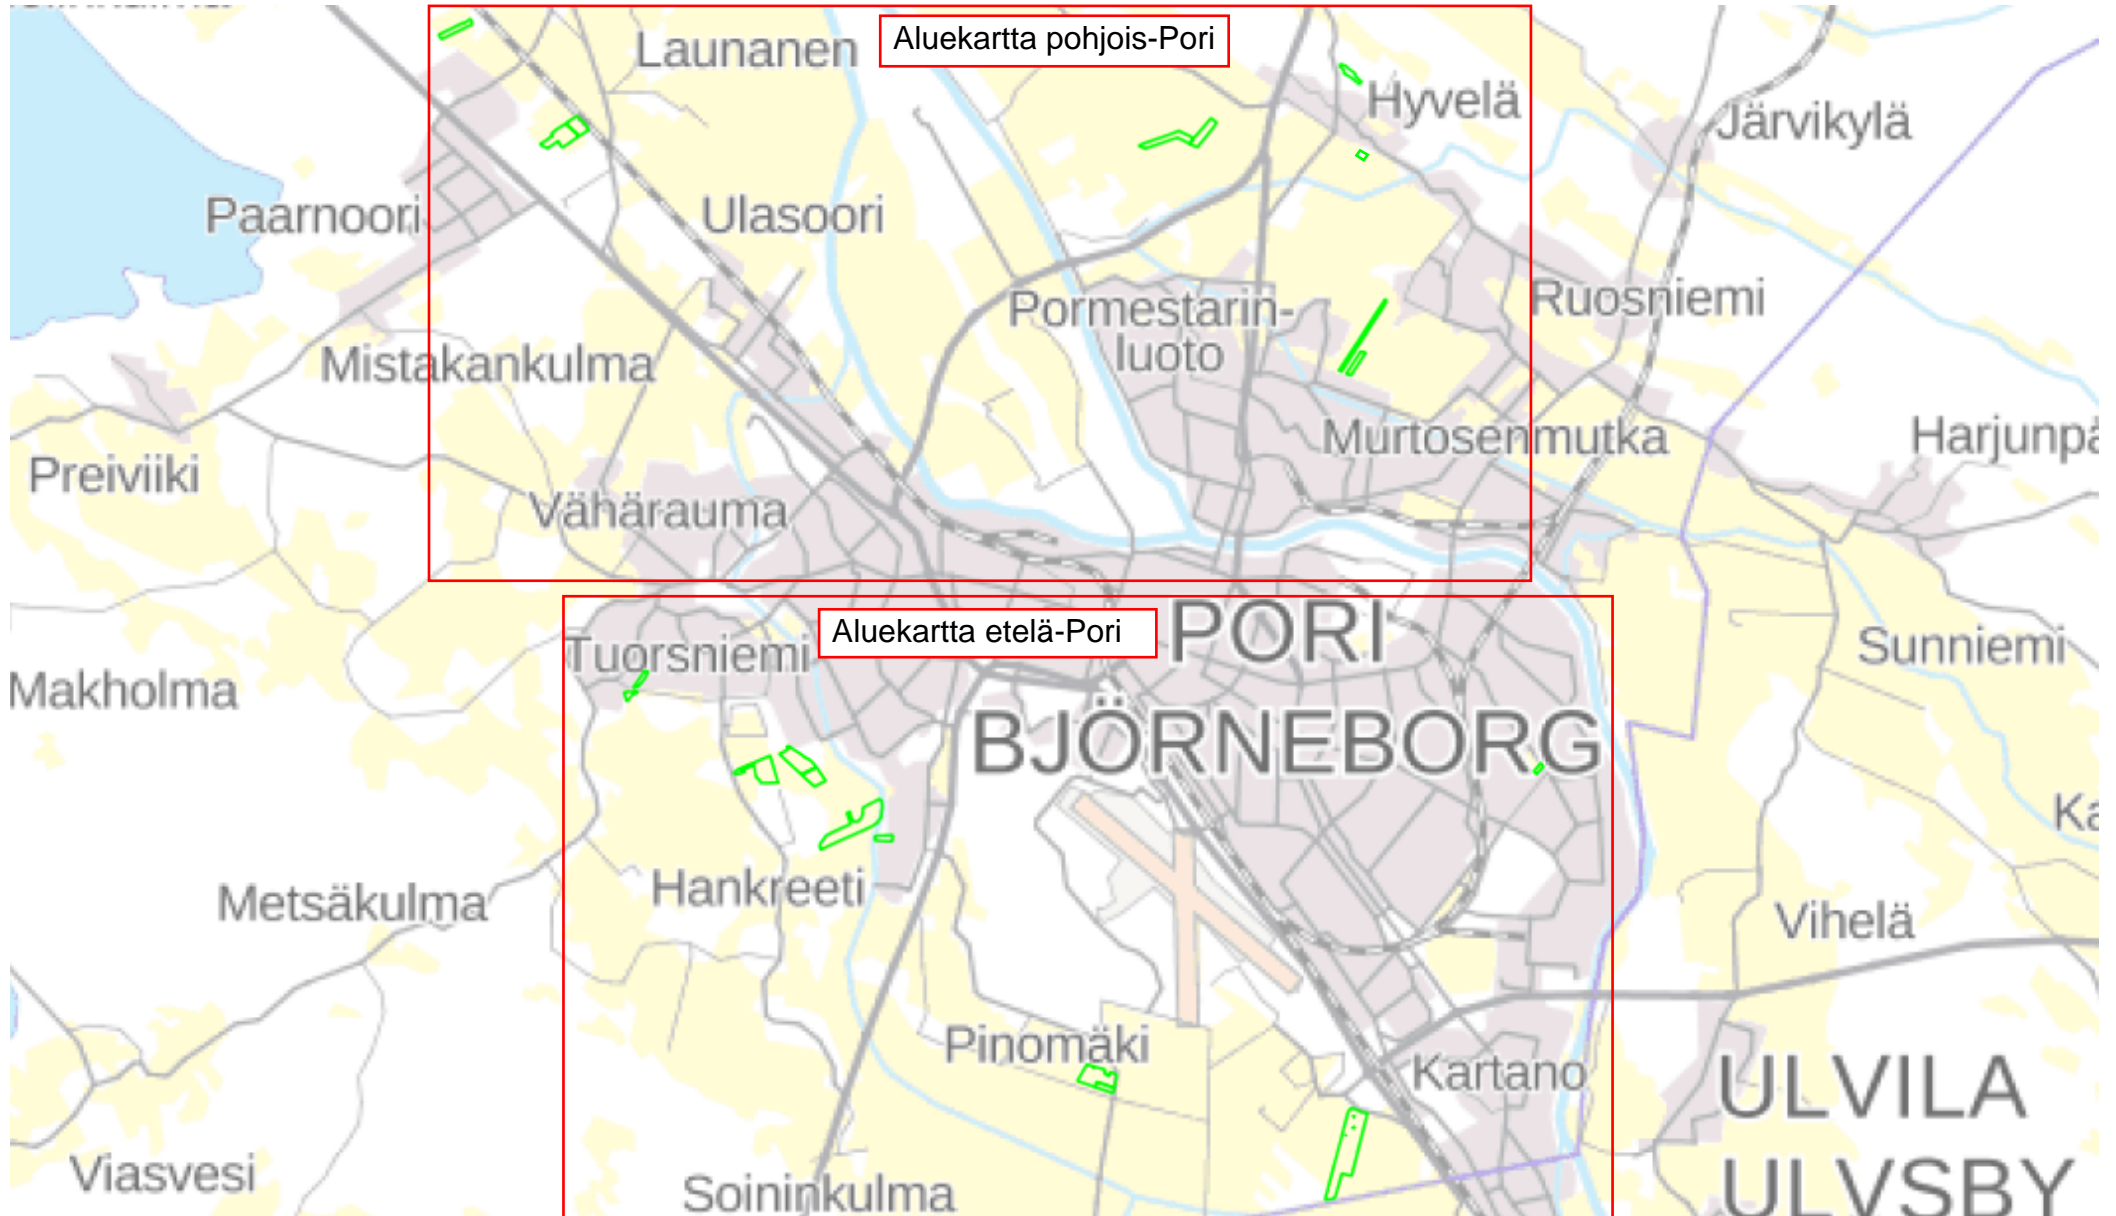 Launanen
Aluekartta pohjois-Pori
Hyvelä
Järvikylä
Paarnoori
Ulasoori
Pormestarin-
luoto
Ruosniemi
Mistakankulma
Murtosenmutka
Harjunpä
Preiviiki
Vähärauma
PORI
Aluekartta etelä-Pori
Tuorsniemi
Sunniemi
Makholma
BJÖRNEBORG
Ka
Hankreeti
Metsäkulma
Vihelä
Pinomäki
Kartano
ULVILA
Viasvesi
Soininkulma
ULVSBY